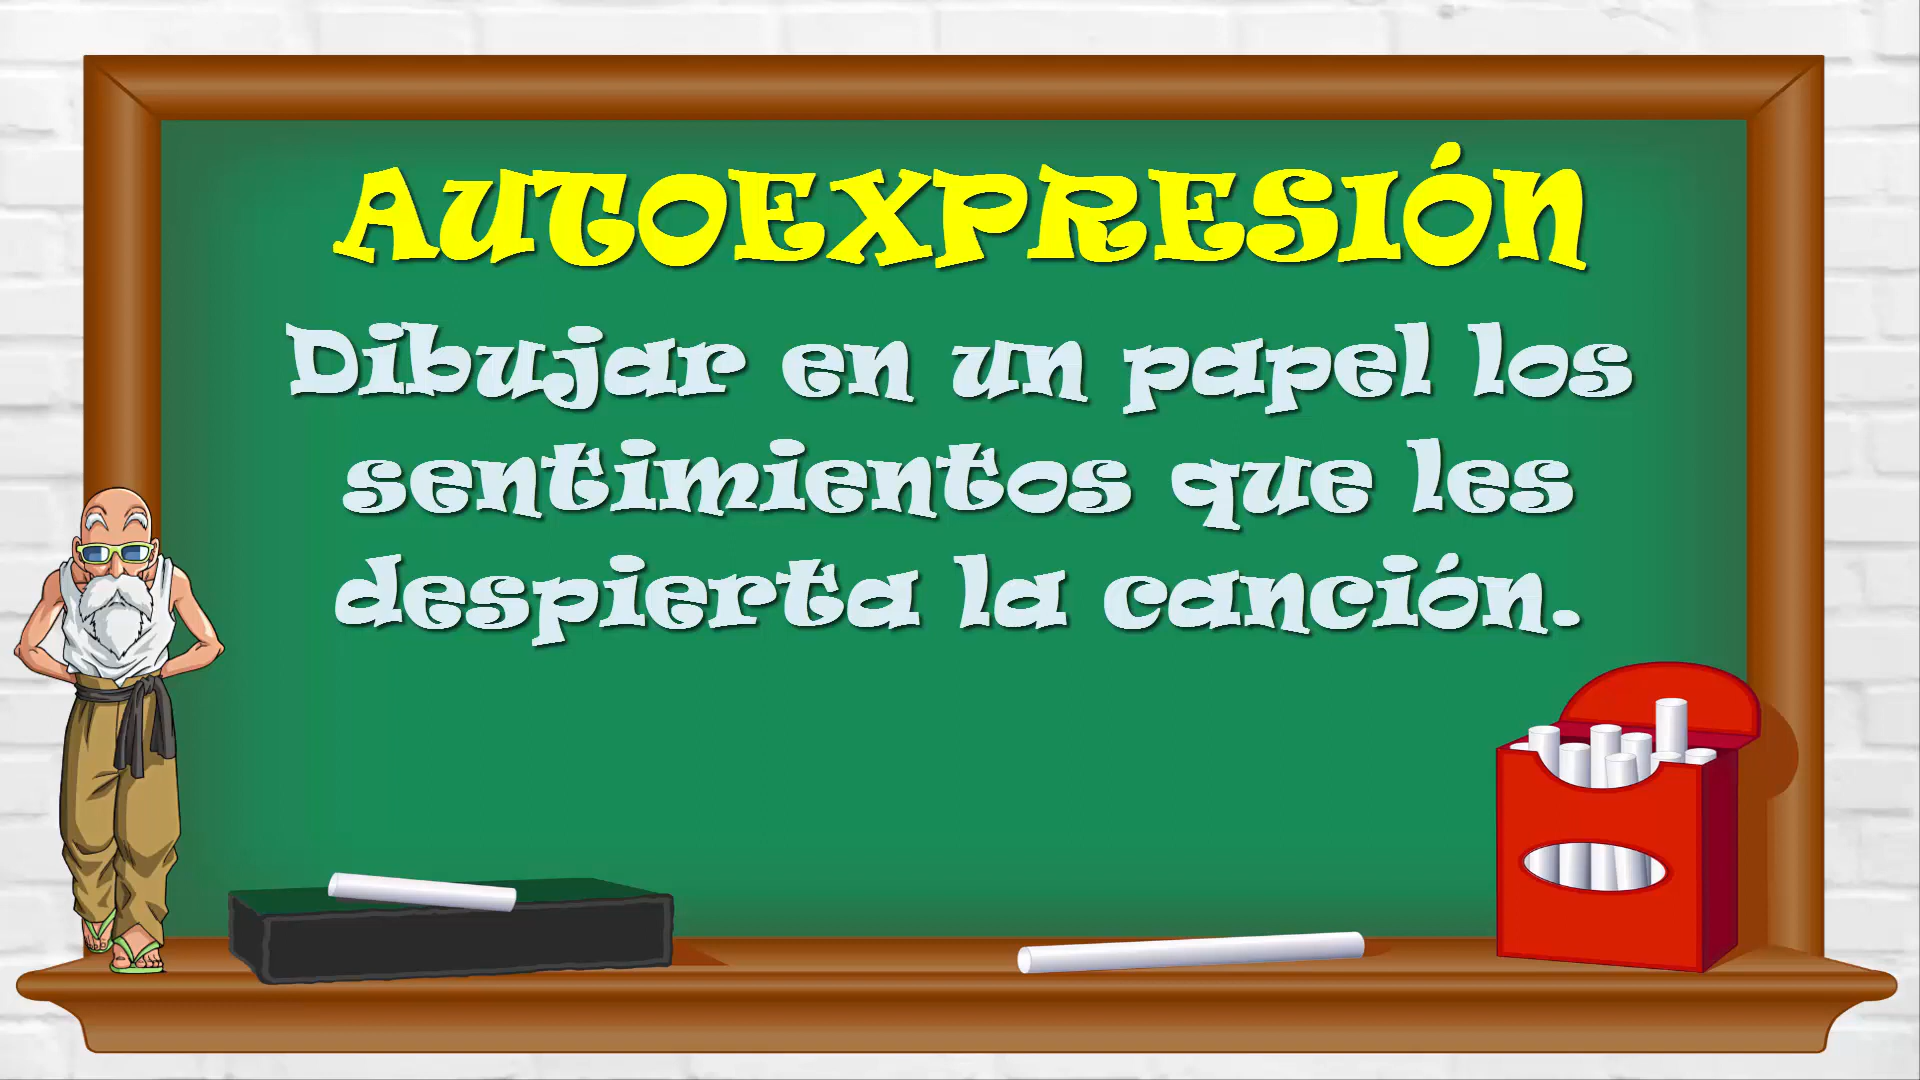 AUTOEXPRESIÓN
Dibujar en un papel los
sentimientos que les
despierta la canción.